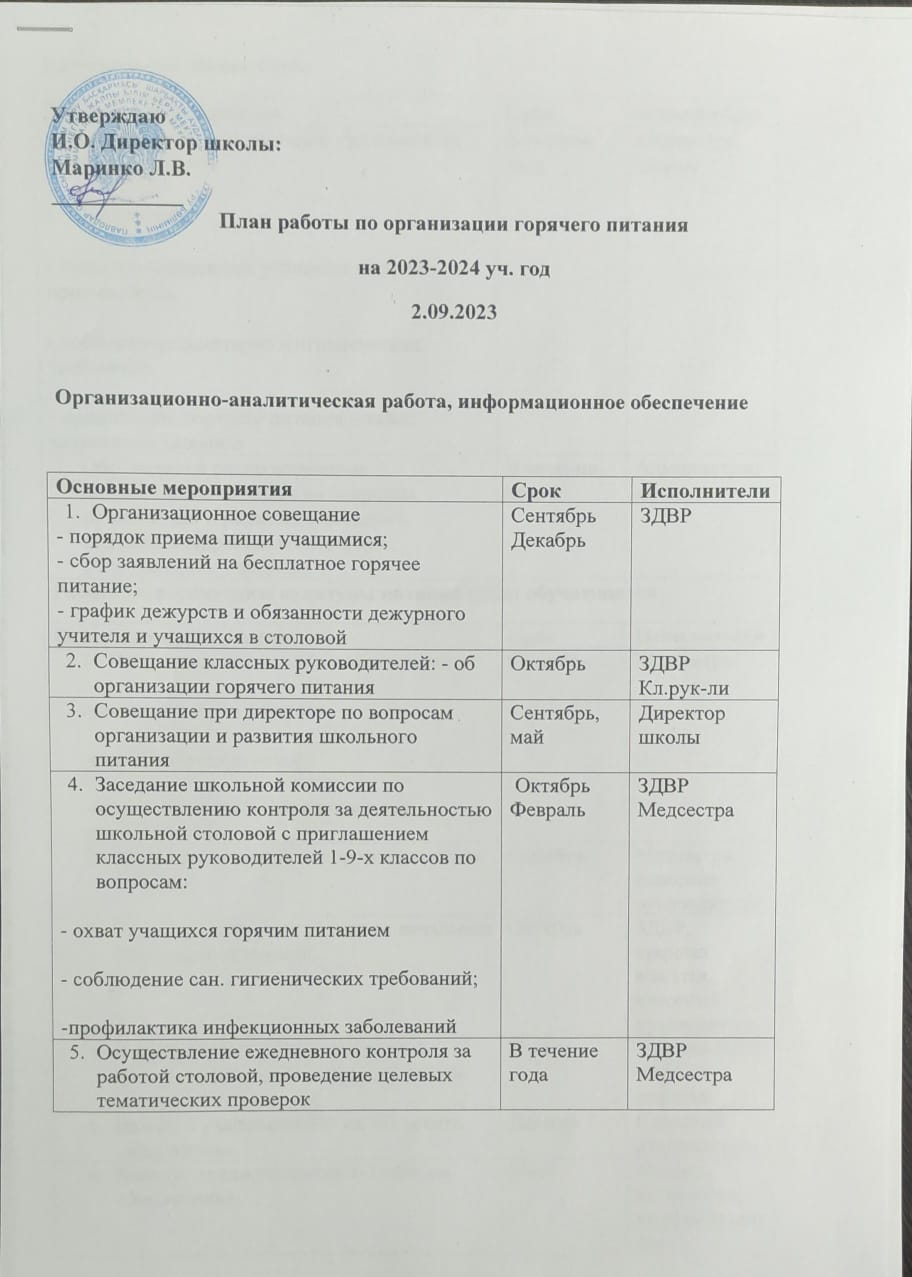 Утверждаю
И.О. Директор школы:
Маринко Л.В.
План работы по организации горячего питания
на 2023-2024 уч. год
2.09.2023
Организационно-аналитическая работа, информационное обеспечение
Основные мероприятия Срок Исполнители
1. Организационное совещание Сентябрь ЗДВР
- порядок приема пищи учащимися; Декабрь
- сбор заявлений на бесплатное горячее
питание;
- график дежурств и обязанности дежурного
учителя и учащихся в столовой
2. Совещание классных руководителей: - об Октябрь ЗДВР
организации горячего питания Кл.рук-ли
3. Совещание при директоре по вопросам Сентябрь, Директор
организации и развития школьного май школы
питания
4. Заседание школьной комиссии по Октябрь ЗДВР
осуществлению контроля за деятельностью Февраль Медсестра
школьной столовой с приглашением
классных руководителей 1-9-х классов по
вопросам:
- охват учащихся горячим питанием
- соблюдение сан. гигиенических требований;
-профилактика инфекционных заболеваний
5. Осуществление ежедневного контроля за В течение ЗДВР
работой столовой, проведение целевых года Медсестра
тематических проверок